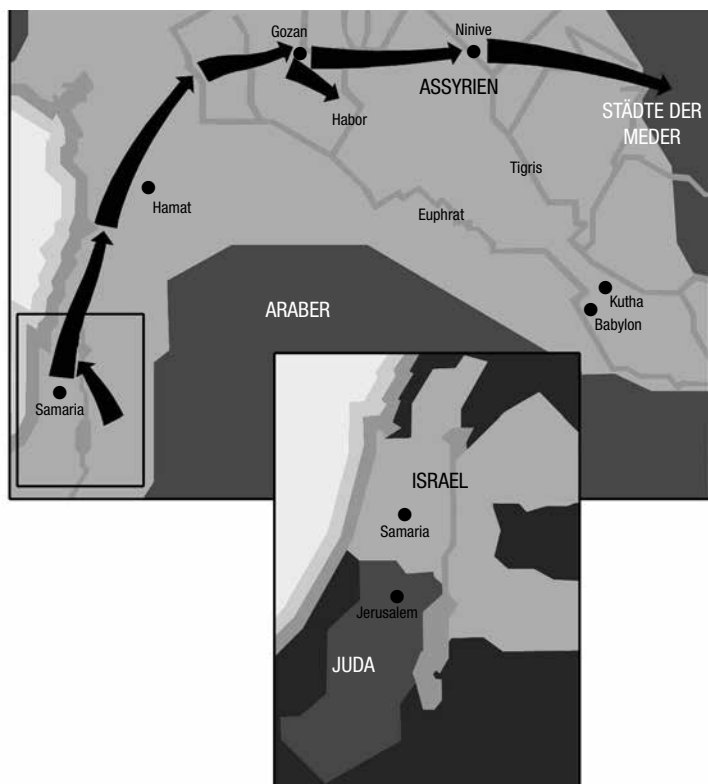 Gozan
Ninive
ASSYRIEN
STÄDTE DER
MEDER
Habor
Tigris
Hamat
Euphrat
ARABER
Kutha
Babylon
Samaria
ISRAEL
Samaria
Jerusalem
JUDA